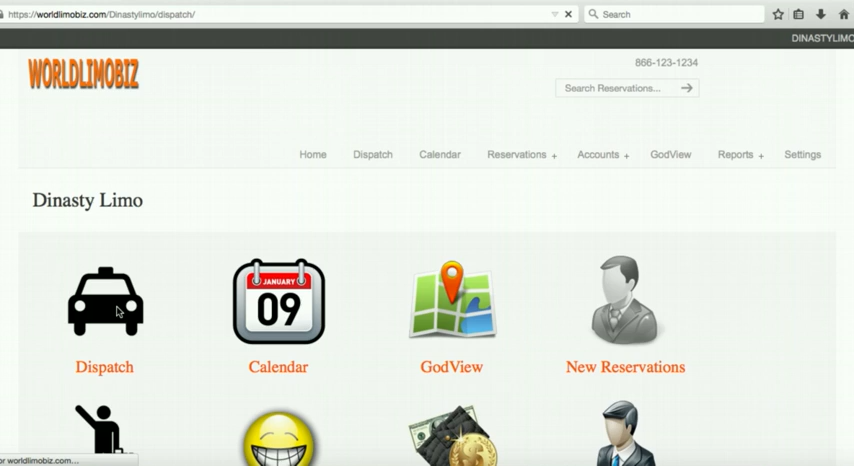 https://worldlimobiz.com/Dinastylimo/dispatch/
Search
DINASTYLIMO
WORLDLIMOBIZ
866-123-1234
Search Reservations...
Home Dispatch Calendar Reservations + Accounts + GodView Reports + Settings
Dinasty Limo
JANUARY
09
Dispatch Calendar GodView New Reservations
or worldlimobiz.com...